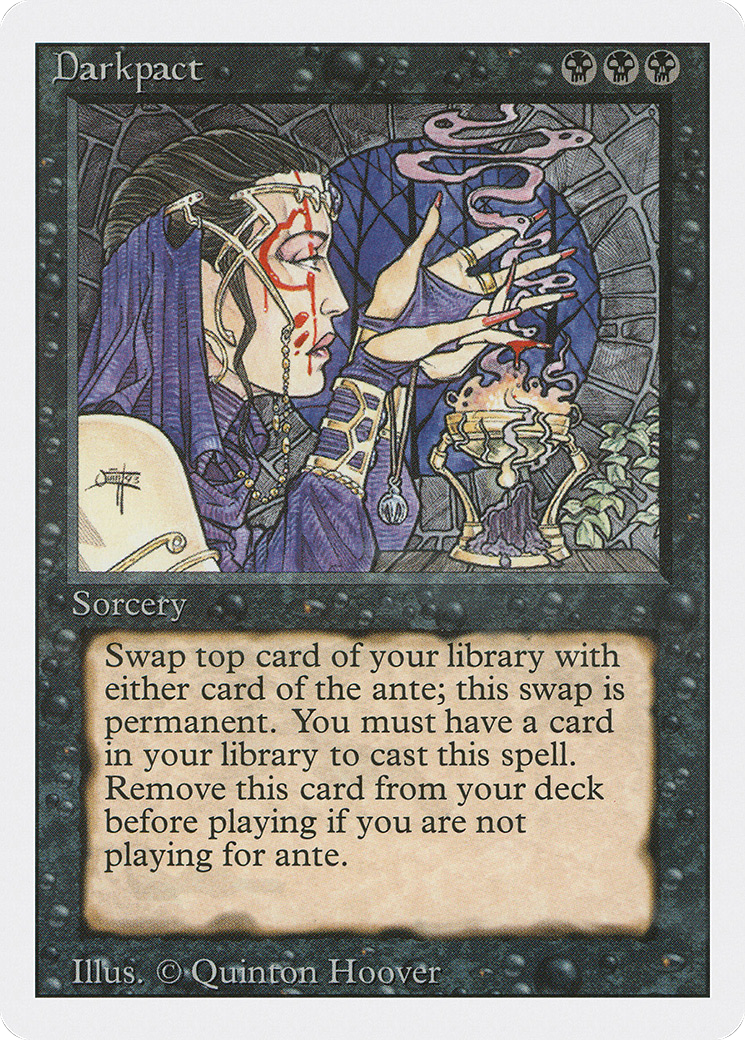 Darkpact
Sorcery
Swap top card of your library with
either card of the ante; this swap is
permanent. You must have a card
in your library to cast this spell.
Remove this card from your deck
before playing if you are not
playing for ante.
Illus. © Quinton Hoover